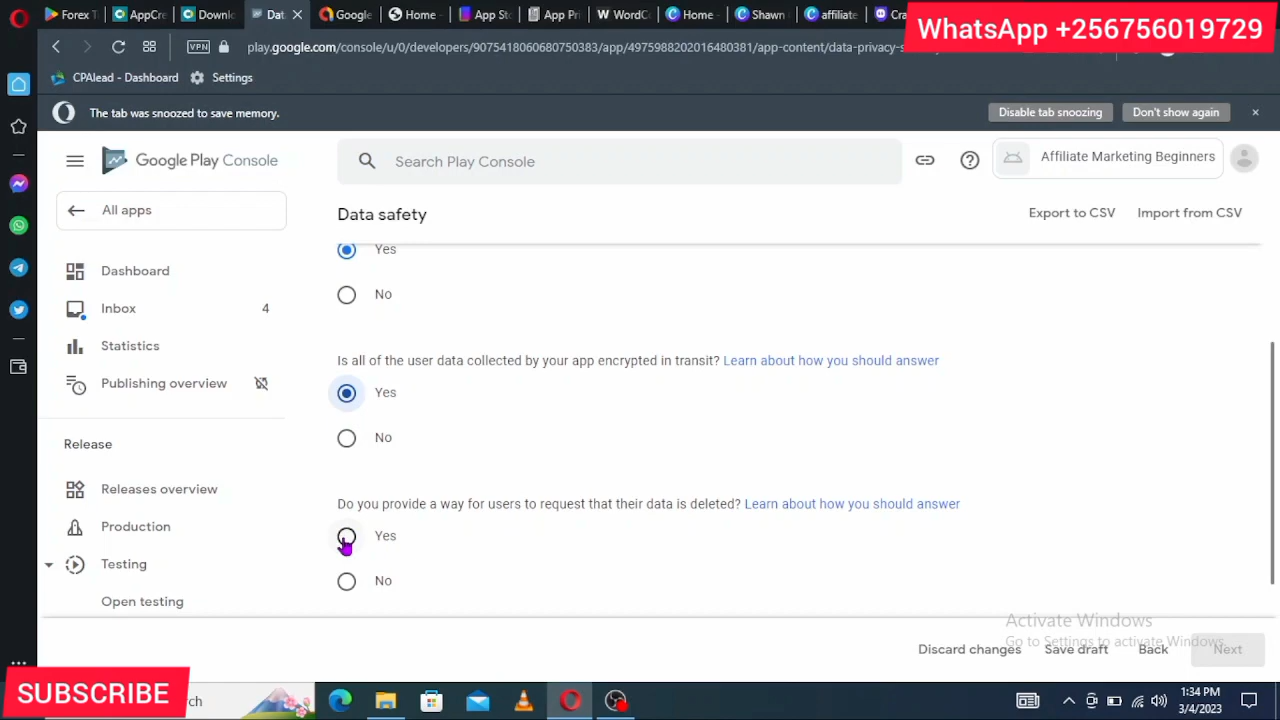 Forex T
AppCre
Downlo
Data
Google
Home -
App Sto
App Pri
WordCo
Home -
Shawn
affiliate
Cra
WhatsApp +256756019729
VPN
play.google.com/console/u/0/developers/9075418060680750383/app/4975988202016480381/app-content/data-privacy-s
CPAlead - Dashboard
Settings
The tab was snoozed to save memory.
Disable tab snoozing
Don't show again
Google Play Console
Search Play Console
Affiliate Marketing Beginners
All apps
Data safety
Export to CSV
Import from CSV
Yes
Dashboard
No
Inbox
4
Statistics
Is all of the user data collected by your app encrypted in transit? Learn about how you should answer
Publishing overview
Yes
No
Release
Releases overview
Do you provide a way for users to request that their data is deleted? Learn about how you should answer
Production
Yes
Testing
No
Open testing
Activate Windows
Go to Settings to activate Windows.
Discard changes
Save draft
Back
Next
SUBSCRIBE
rch
1:34 PM
3/4/2023